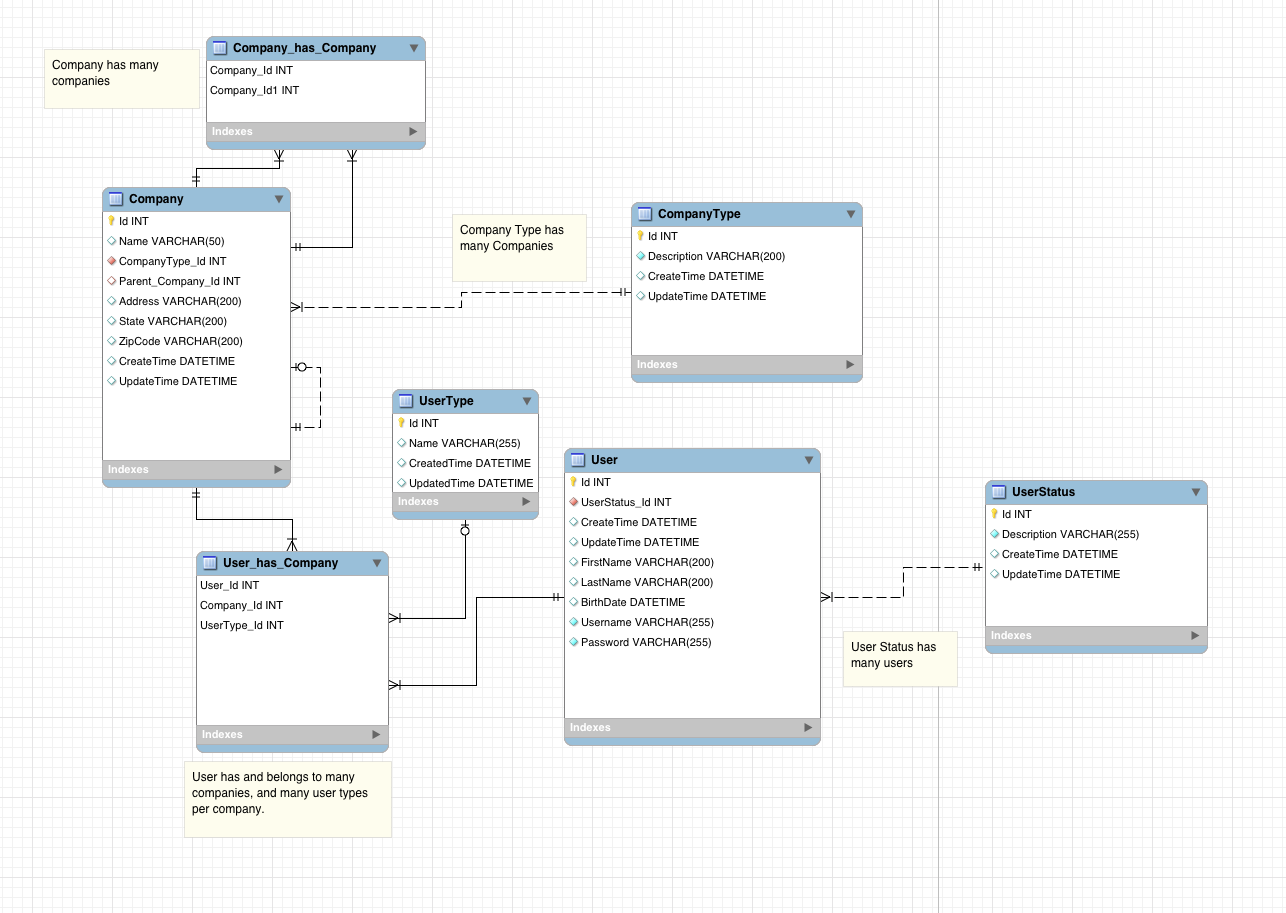 Company has many
companies
Company_has_Company
Company_Id INT
Company_Id1 INT
Indexes
Company
Id INT
Name VARCHAR(50)
CompanyType_Id INT
Parent_Company_Id INT
Address VARCHAR(200)
State VARCHAR(200)
ZipCode VARCHAR(200)
CreateTime DATETIME
UpdateTime DATETIME
Indexes
Company Type has
many Companies
CompanyType
Id INT
Description VARCHAR(200)
CreateTime DATETIME
UpdateTime DATETIME
Indexes
UserType
Id INT
Name VARCHAR(255)
CreatedTime DATETIME
UpdatedTime DATETIME
Indexes
User
Id INT
UserStatus_Id INT
CreateTime DATETIME
UpdateTime DATETIME
FirstName VARCHAR(200)
LastName VARCHAR(200)
BirthDate DATETIME
Username VARCHAR(255)
Password VARCHAR(255)
Indexes
UserStatus
Id INT
Description VARCHAR(255)
CreateTime DATETIME
UpdateTime DATETIME
Indexes
User_has_Company
User_Id INT
Company_Id INT
UserType_Id INT
Indexes
User Status has
many users
User has and belongs to many
companies, and many user types
per company.